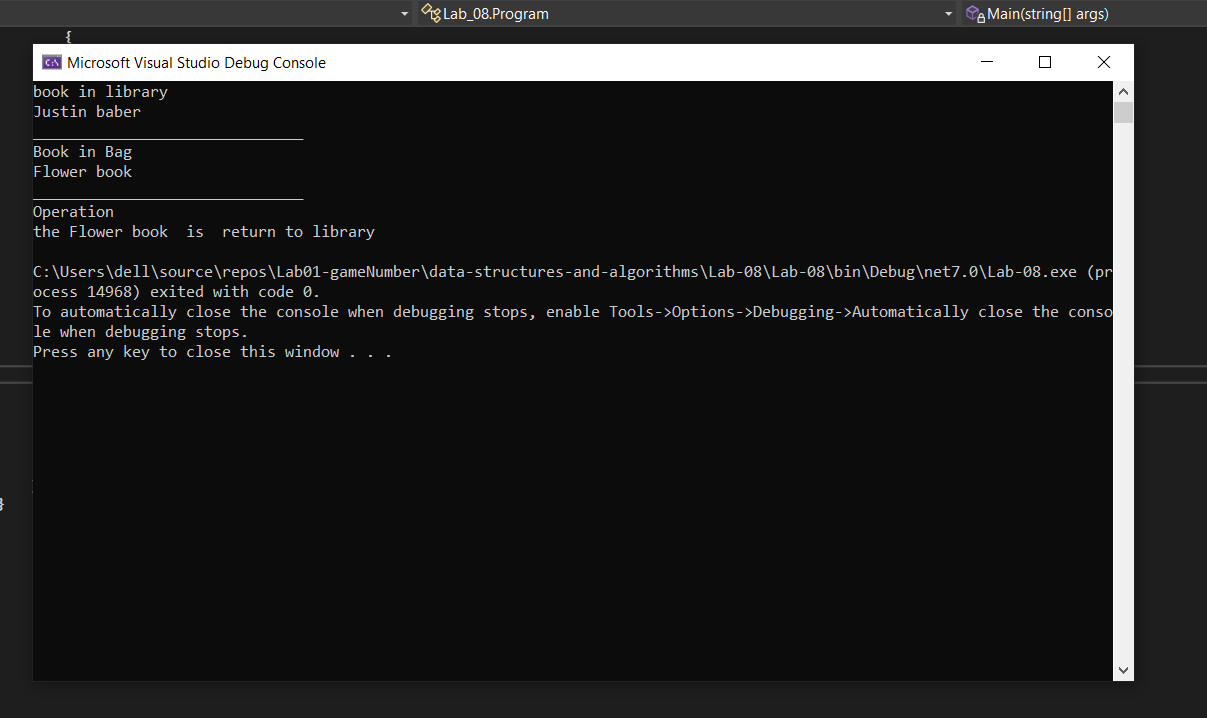 Lab_08.Program
Main(string[] args)
{
C:\ Microsoft Visual Studio Debug Console
book in library
Justin baber
______________________________
Book in Bag
Flower book
______________________________
Operation
the Flower book  is  return to library
C:\Users\dell\source\repos\Lab01-gameNumber\data-structures-and-algorithms\Lab-08\Lab-08\bin\Debug\net7.0\Lab-08.exe (pr
ocess 14968) exited with code 0.
To automatically close the console when debugging stops, enable Tools->Options->Debugging->Automatically close the conso
le when debugging stops.
Press any key to close this window . . .
}